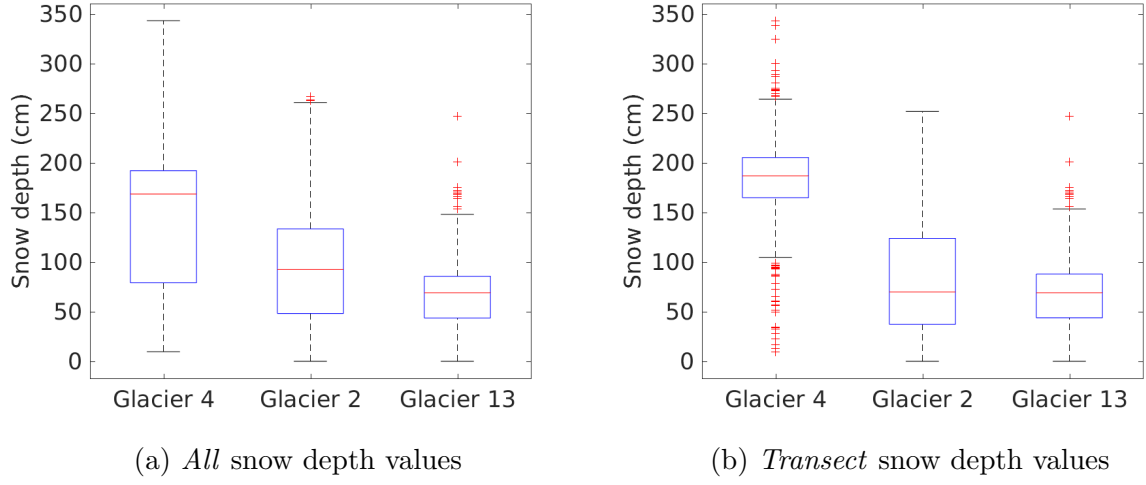 350
300
250
200
150
100
50
0
Snow depth (cm)
Glacier 4 Glacier 2 Glacier 13
(a) All snow depth values
350
300
250
200
150
100
50
0
Snow depth (cm)
Glacier 4 Glacier 2 Glacier 13
(b) Transect snow depth values